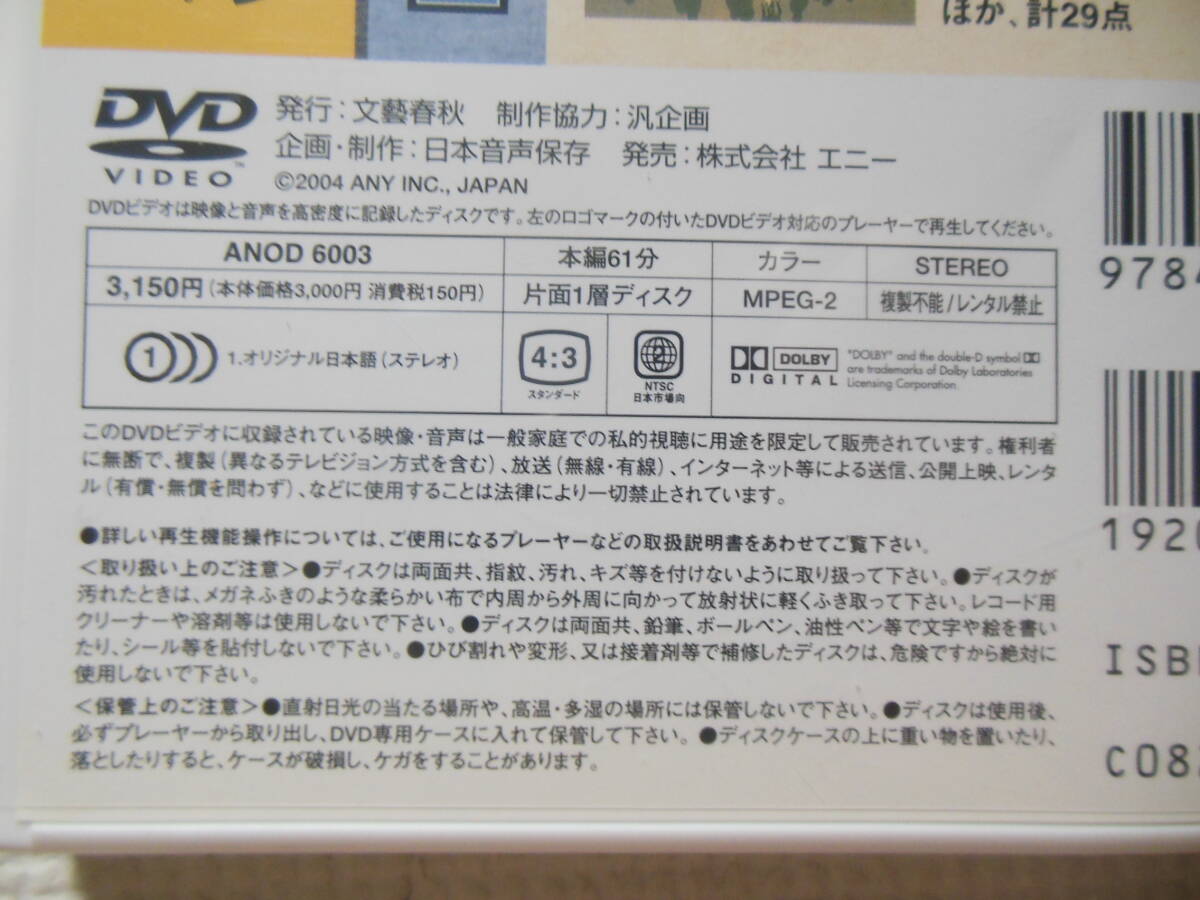 ほか、計29点
DVD
VIDEO
発行：文藝春秋　制作協力：汎企画
企画・制作：日本音声保存　発売：株式会社 エニー
©2004 ANY INC., JAPAN
DVDビデオは映像と音声を高密度に記録したディスクです。左のロゴマークの付いたDVDビデオ対応のプレーヤーで再生してください。
ANOD 6003
本編61分
カラー
STEREO
3,150円（本体価格3,000円 消費税150円）
片面1層ディスク
MPEG-2
複製不能/レンタル禁止
1
1.オリジナル日本語（ステレオ）
4:3
スタンダード
2
NTSC
日本市場向
DOLBY
DIGITAL
"DOLBY" and the double-D symbol
are trademarks of Dolby Laboratories
Licensing Corporation.
このDVDビデオに収録されている映像・音声は一般家庭での私的視聴に用途を限定して販売されています。権利者
に無断で、複製（異なるテレビジョン方式を含む）、放送（無線・有線）、インターネット等による送信、公開上映、レンタ
ル（有償・無償を問わず）、などに使用することは法律により一切禁止されています。
●詳しい再生機能操作については、ご使用になるプレーヤーなどの取扱説明書をあわせてご覧下さい。
＜取り扱い上のご注意＞●ディスクは両面共、指紋、汚れ、キズ等を付けないように取り扱って下さい。●ディスクが
汚れたときは、メガネふきのような柔らかい布で内周から外周に向かって放射状に軽くふき取って下さい。レコード用
クリーナーや溶剤等は使用しないで下さい。●ディスクは両面共、鉛筆、ボールペン、油性ペン等で文字や絵を書い
たり、シール等を貼付しないで下さい。●ひび割れや変形、又は接着剤等で補修したディスクは、危険ですから絶対に
使用しないで下さい。
＜保管上のご注意＞●直射日光の当たる場所や、高温・多湿の場所には保管しないで下さい。●ディスクは使用後、
必ずプレーヤーから取り出し、DVD専用ケースに入れて保管して下さい。●ディスクケースの上に重い物を置いたり、
落としたりすると、ケースが破損し、ケガをすることがあります。
9784
192
ISB
C08